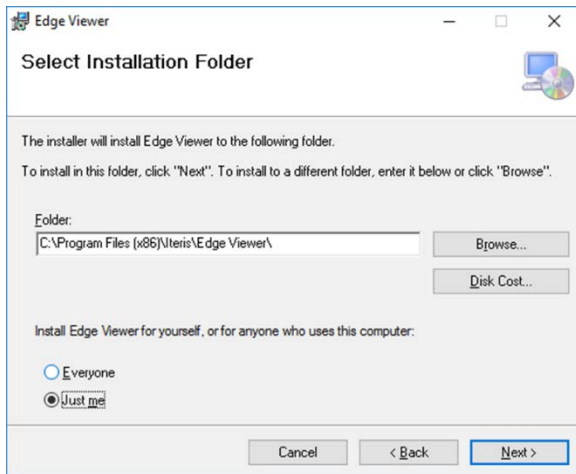 Edge Viewer
Select Installation Folder
The installer will install Edge Viewer to the following folder.
To install in this folder, click "Next". To install to a different folder, enter it below or click "Browse".
Folder:
C:\Program Files (x86)\Iteris\Edge Viewer\
Browse...
Disk Cost...
Install Edge Viewer for yourself, or for anyone who uses this computer:
Everyone
Just me
Cancel
< Back
Next >